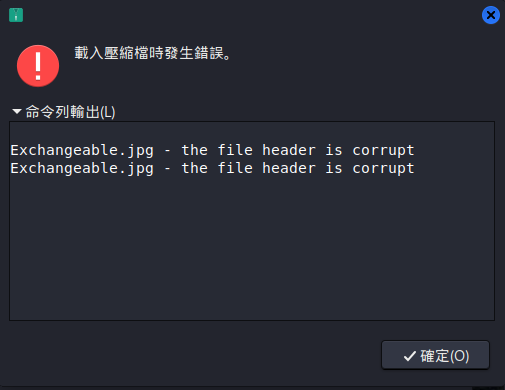 載入壓縮檔時發生錯誤。
命令列輸出(L)
Exchangeable.jpg - the file header is corrupt
Exchangeable.jpg - the file header is corrupt
確定(O)